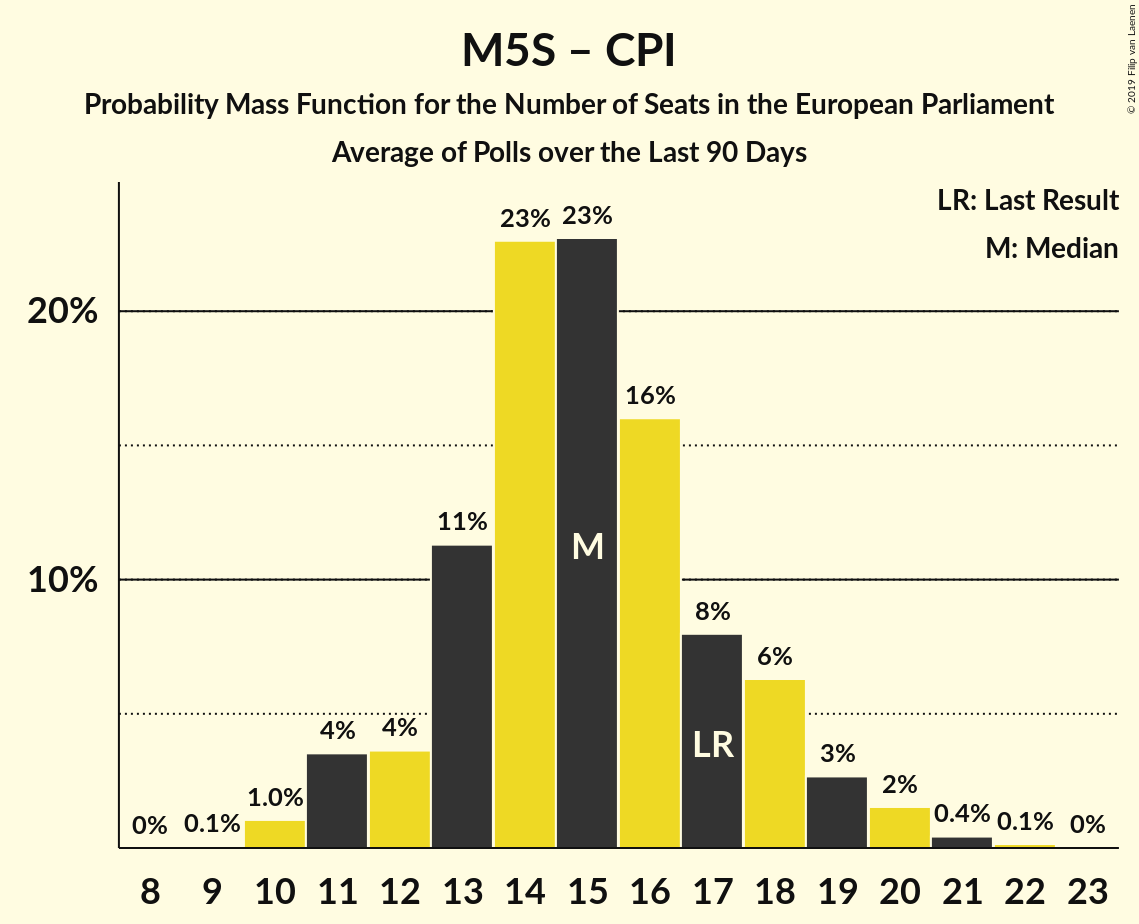 M5S – CPI
Probability Mass Function for the Number of Seats in the European Parliament
Average of Polls over the Last 90 Days
© 2019 Filip van Laenen
LR: Last Result
M: Median
20%
10%
0%
0.1%
1.0%
4%
4%
11%
23%
23%
16%
8%
6%
3%
2%
0.4%
0.1%
0%
M
LR
8 9 10 11 12 13 14 15 16 17 18 19 20 21 22 23